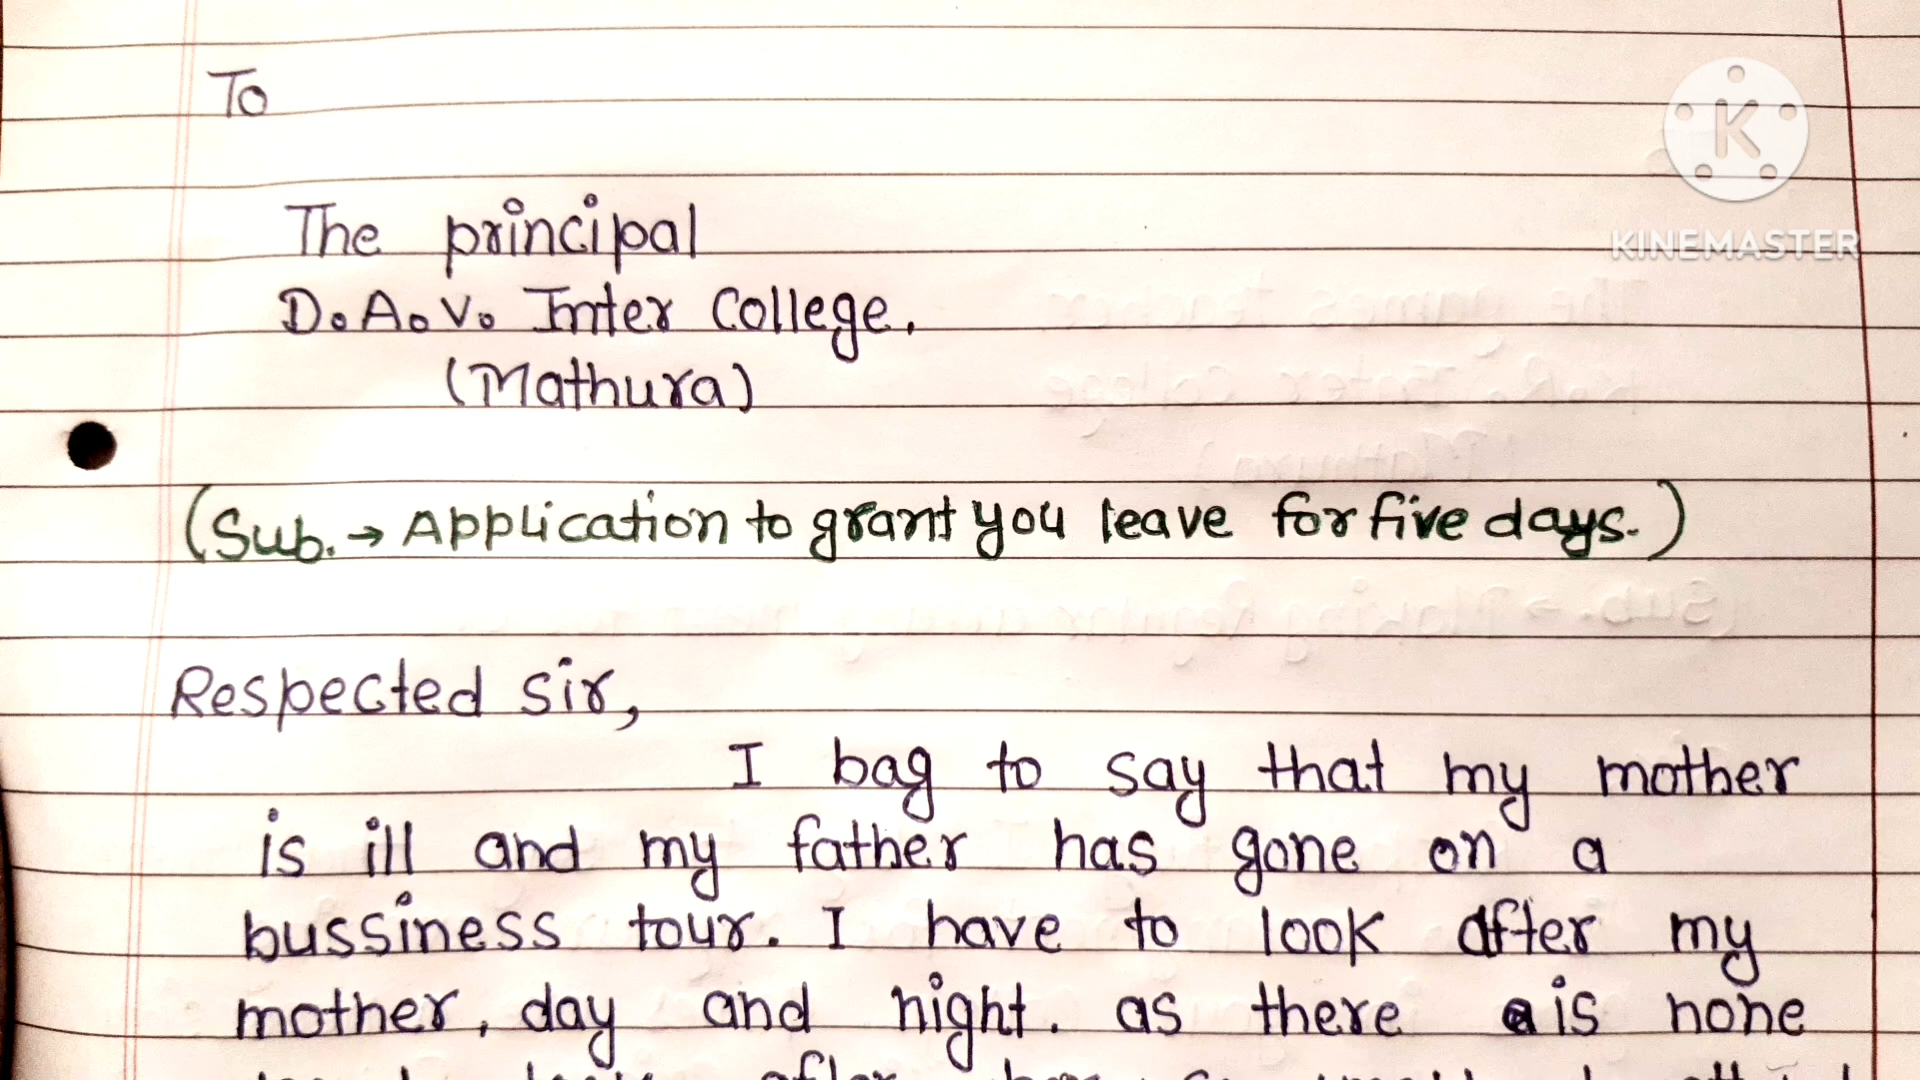 To
The principal
D.A.V. Inter College.
(Mathura)
(Sub.→ Application to grant you leave for five days.)
Respected sir,
I bag to say that my mother
is ill and my father has gone on a
bussiness tour. I have to look after my
mother, day and night. as there is none
look after
KINEMASTER